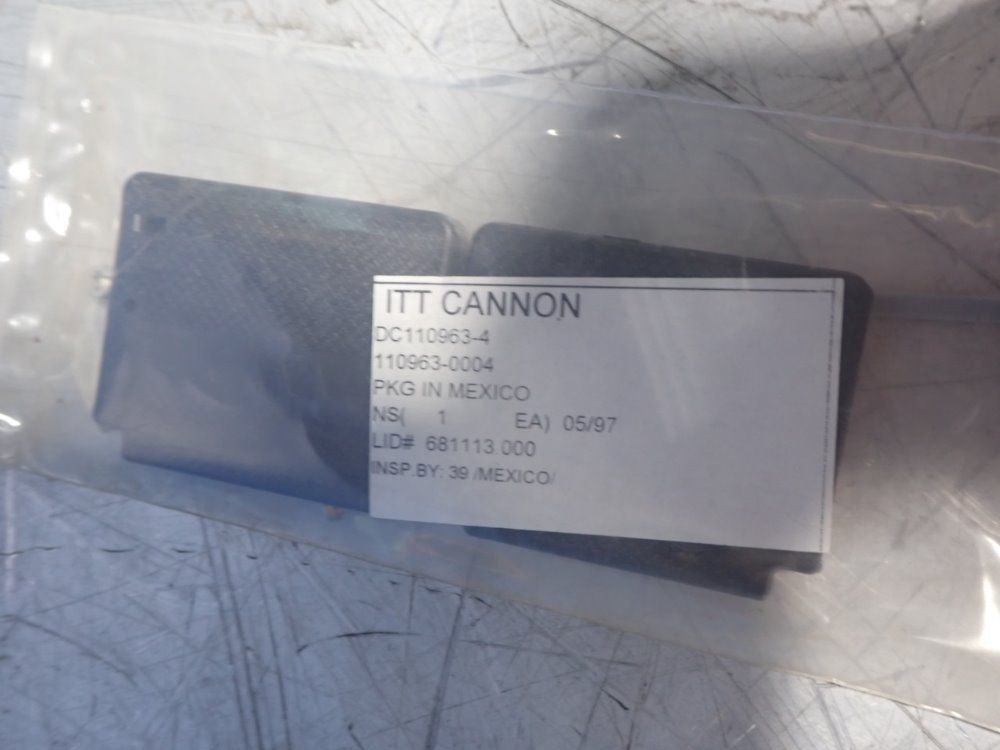 ITT CANNON
DC110963-4
110963-0004
PKG IN MEXICO
NS( 1 EA) 05/97
LID# 681113.000
INSP.BY: 39 /MEXICO/